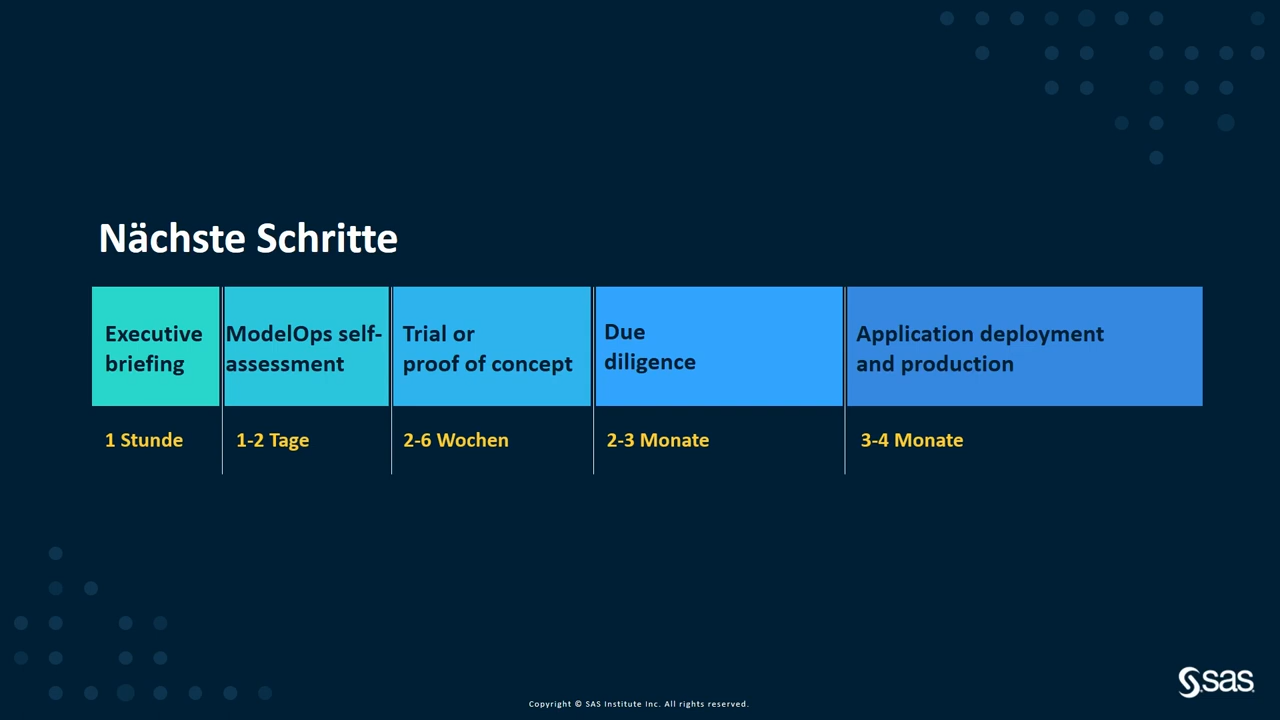 Nächste Schritte
Executive
briefing
ModelOps self-
assessment
Trial or
proof of concept
Due
diligence
Application deployment
and production
1 Stunde
1-2 Tage
2-6 Wochen
2-3 Monate
3-4 Monate
sas
Copyright © SAS Institute Inc. All rights reserved.